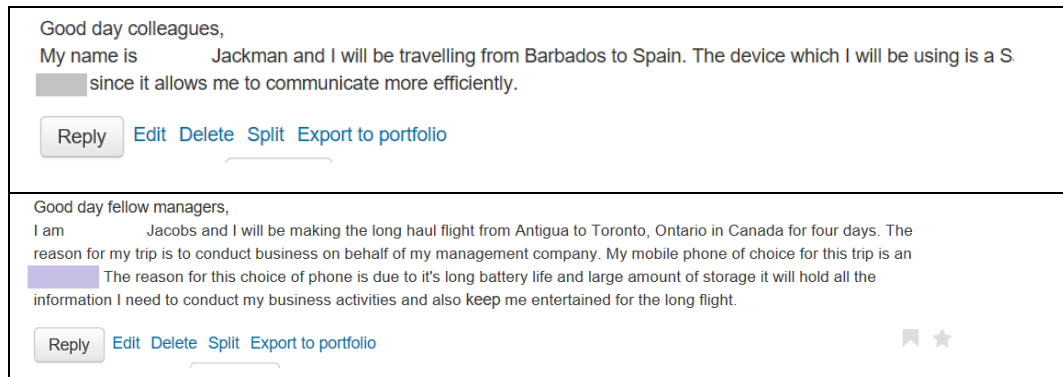 Good day colleagues,
My name is Jackman and I will be travelling from Barbados to Spain. The device which I will be using is a S
since it allows me to communicate more efficiently.
Reply Edit Delete Split Export to portfolio
Good day fellow managers,
I am Jacobs and I will be making the long haul flight from Antigua to Toronto, Ontario in Canada for four days. The
reason for my trip is to conduct business on behalf of my management company. My mobile phone of choice for this trip is an
The reason for this choice of phone is due to it's long battery life and large amount of storage it will hold all the
information I need to conduct my business activities and also keep me entertained for the long flight.
Reply Edit Delete Split Export to portfolio